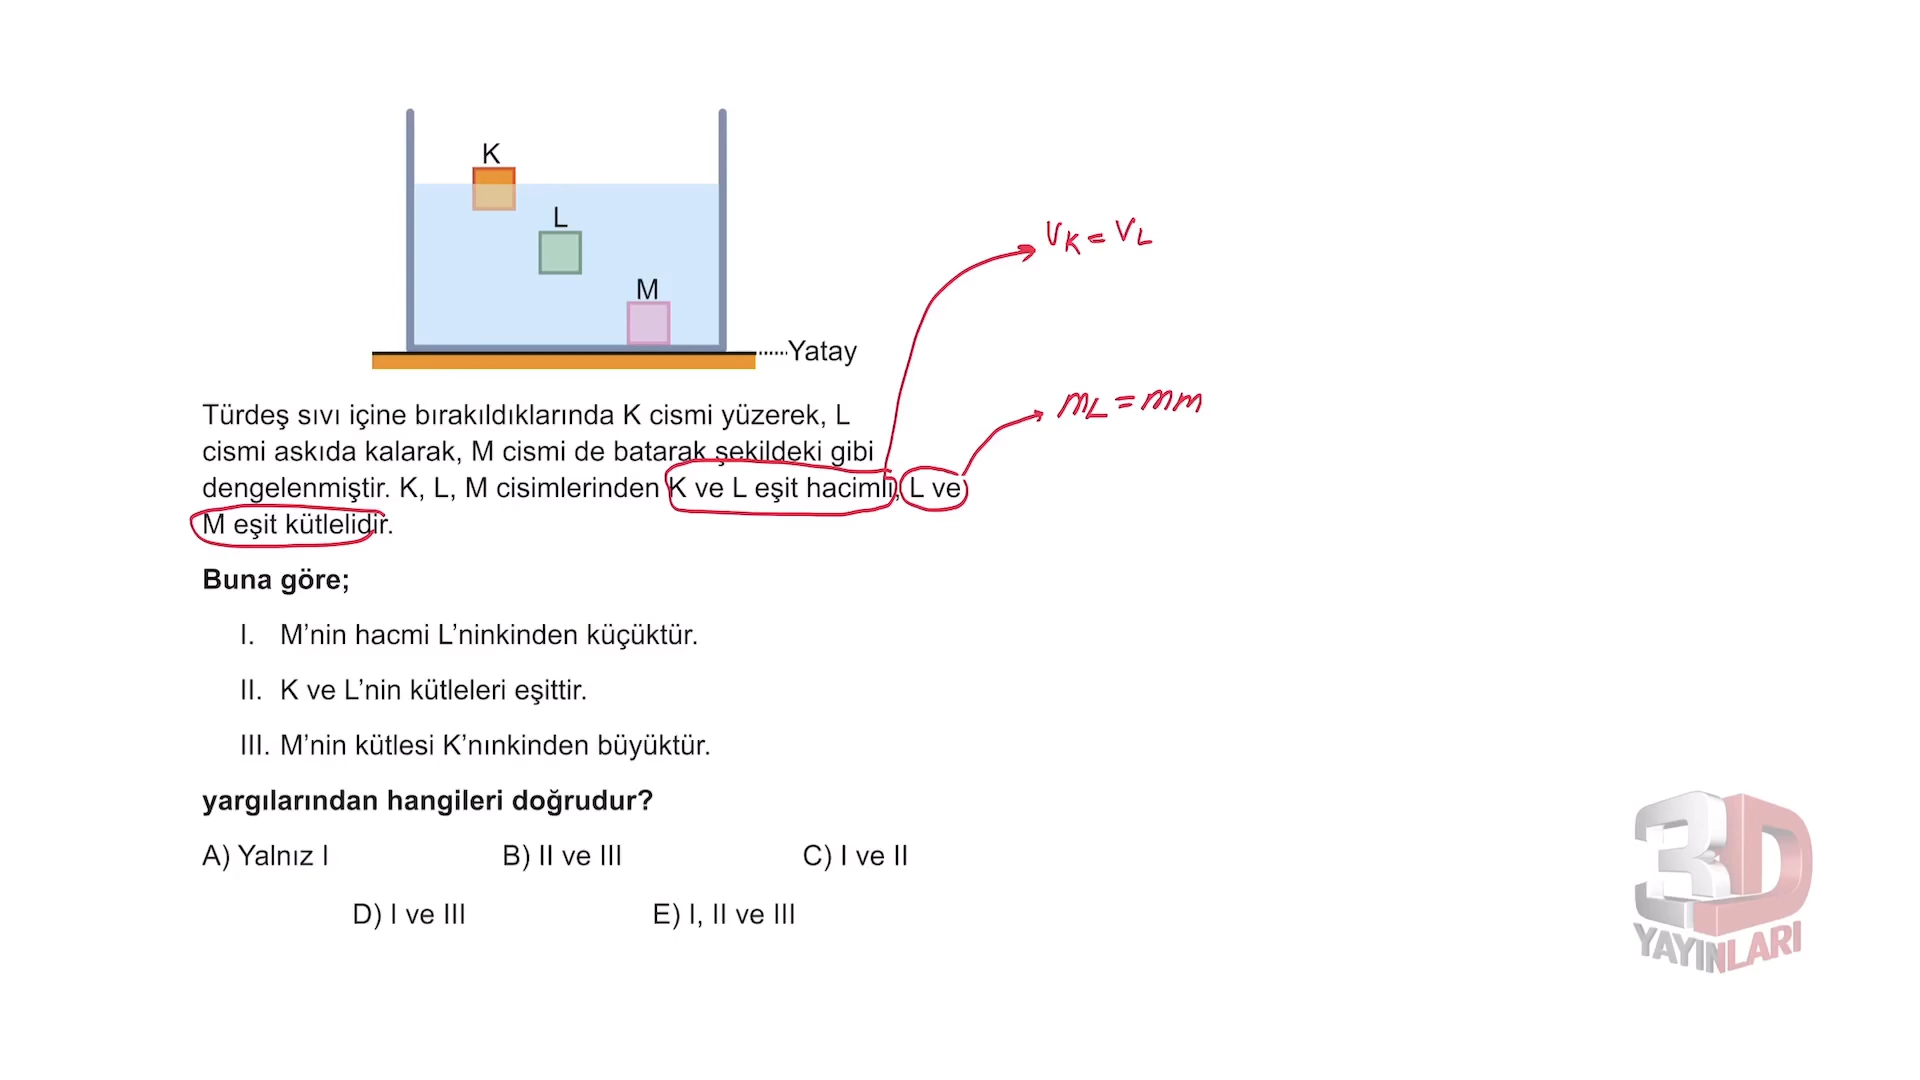 K
L
M
Yatay
V_K = V_L
m_L = m_M
Türdeş sıvı içine bırakıldıklarında K cismi yüzerek, L
cismi askıda kalarak, M cismi de batarak şekildeki gibi
dengelenmiştir. K, L, M cisimlerinden K ve L eşit hacimli, L ve
M eşit kütlelidir.
Buna göre;
I. M’nin hacmi L’ninkinden küçüktür.
II. K ve L’nin kütleleri eşittir.
III. M’nin kütlesi K’nınkinden büyüktür.
yargılarından hangileri doğrudur?
A) Yalnız I B) II ve III C) I ve II
D) I ve III E) I, II ve III
3D
YAYINLARI